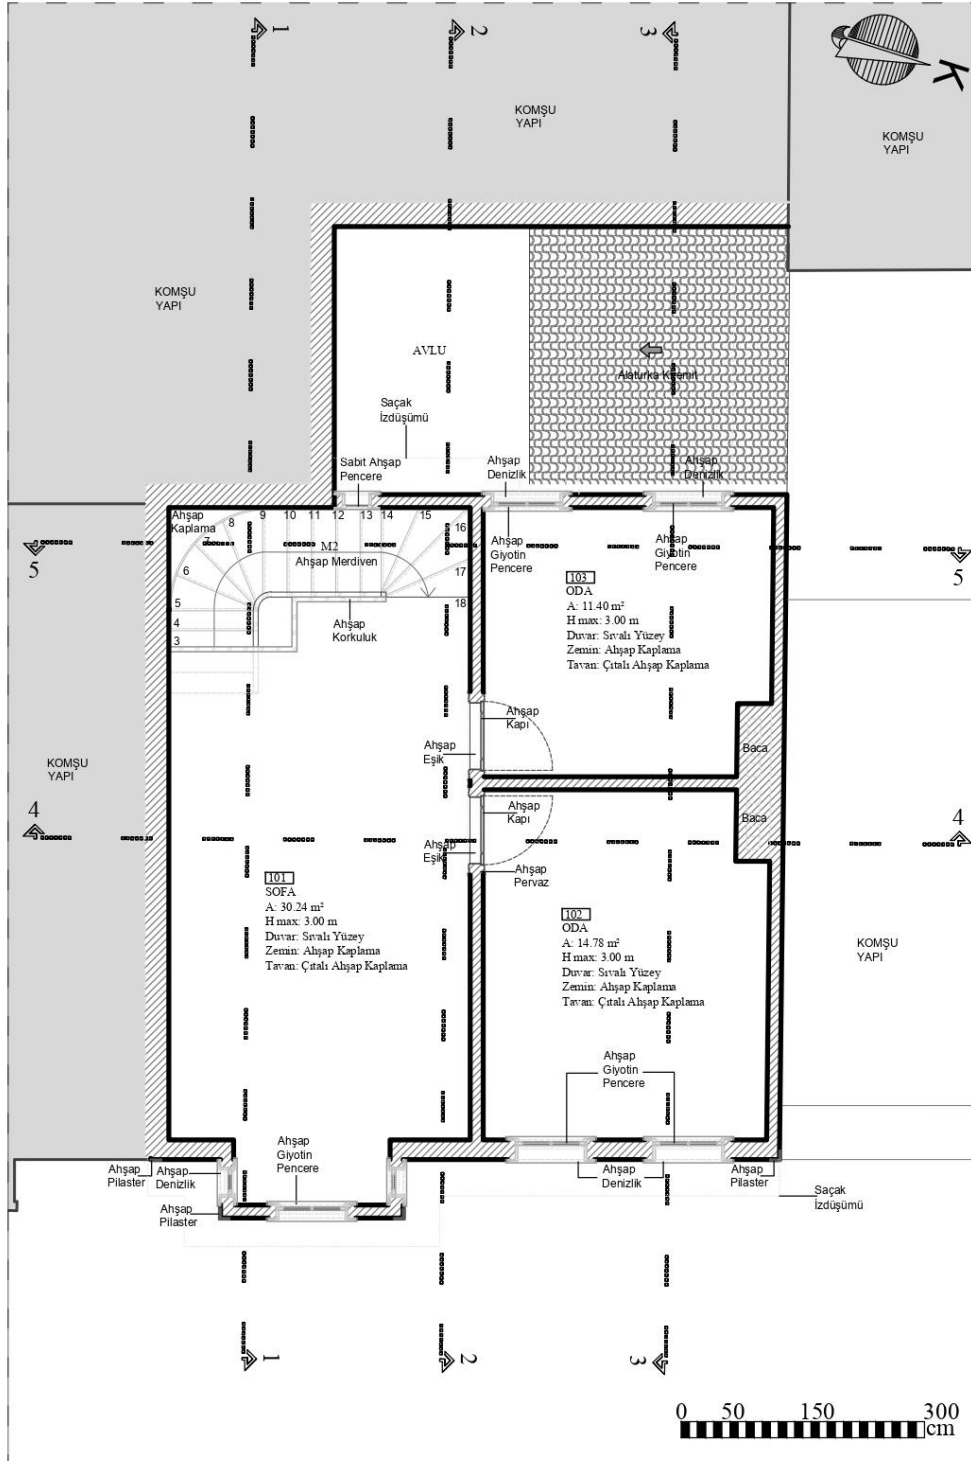 1
2
3
K
KOMŞU
YAPI
KOMŞU
YAPI
KOMŞU
YAPI
AVLU
Alaturka Kiremit
Saçak
İzdüşümü
Sabit Ahşap
Pencere
Ahşap
Denizlik
Ahşap
Denizlik
Ahşap
Kaplama
3
4
5
6
7
8
9
10
11
12
13
14
15
16
17
18
M2
Ahşap Merdiven
Ahşap
Korkuluk
Ahşap
Giyotin
Pencere
Ahşap
Giyotin
Pencere
5
5
103
ODA
A: 11.40 m²
H max: 3.00 m
Duvar: Sıvalı Yüzey
Zemin: Ahşap Kaplama
Tavan: Çıtalı Ahşap Kaplama
Ahşap
Kapı
Ahşap
Eşik
Baca
KOMŞU
YAPI
4
4
Ahşap
Kapı
Ahşap
Eşik
Ahşap
Pervaz
Baca
101
SOFA
A: 30.24 m²
H max: 3.00 m
Duvar: Sıvalı Yüzey
Zemin: Ahşap Kaplama
Tavan: Çıtalı Ahşap Kaplama
102
ODA
A: 14.78 m²
H max: 3.00 m
Duvar: Sıvalı Yüzey
Zemin: Ahşap Kaplama
Tavan: Çıtalı Ahşap Kaplama
KOMŞU
YAPI
Ahşap
Giyotin
Pencere
Ahşap
Giyotin
Pencere
Ahşap
Pilaster
Ahşap
Denizlik
Ahşap
Pilaster
Ahşap
Denizlik
Ahşap
Pilaster
Saçak
İzdüşümü
1
2
3
0 50 150 300
cm